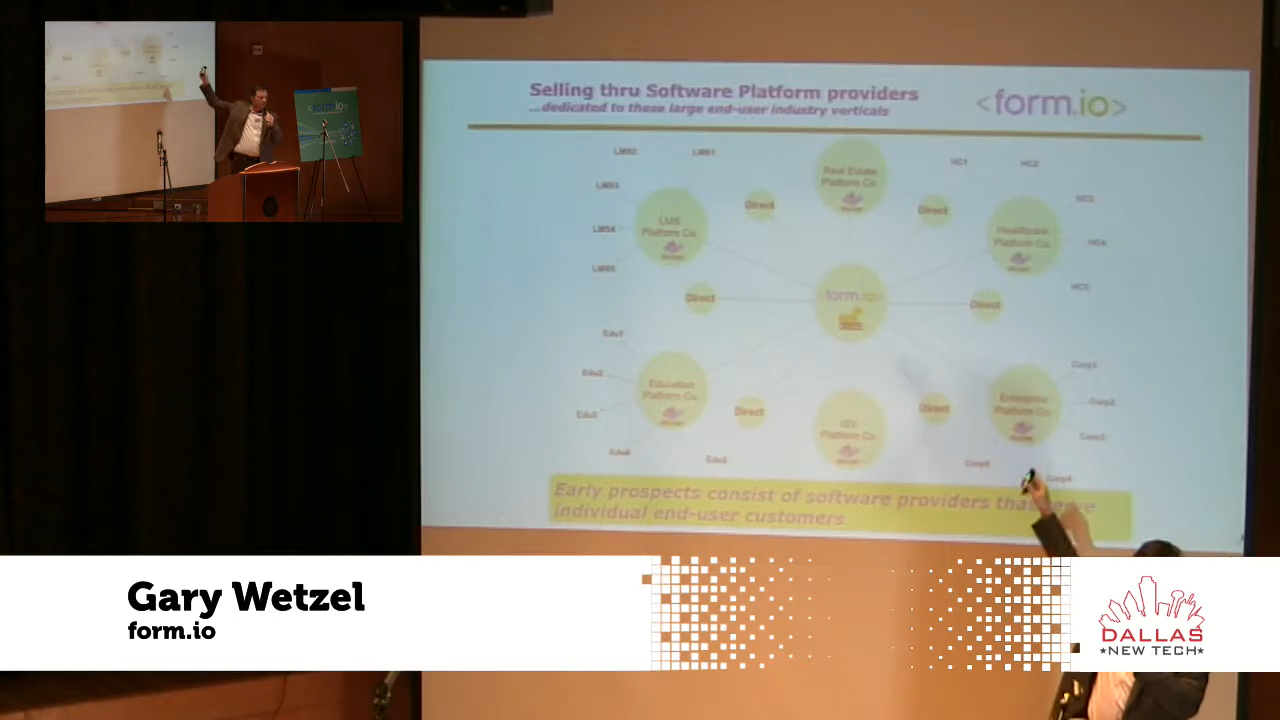 Selling thru Software Platform providers
...dedicated to these large end-user industry verticals
<form.io>
LMS2
LMS1
Real Estate
Platform Co.
HC1
HC2
LMS3
Direct
Direct
HC3
LMS4
LMS
Platform Co.
Healthcare
Platform Co.
HC4
LMS5
HC5
Direct
form.io
Direct
Edu1
Corp1
Edu2
Education
Platform Co.
Enterprise
Platform Co.
Corp2
Edu3
Direct
Direct
ISV
Platform Co.
Corp3
Edu4
Edu5
Corp5
Corp4
Early prospects consist of software providers that
individual end-user customers
<form.io>
Gary Wetzel
form.io
DALLAS
NEW TECH